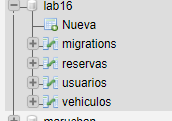 lab16
Nueva
migrations
reservas
usuarios
vehiculos